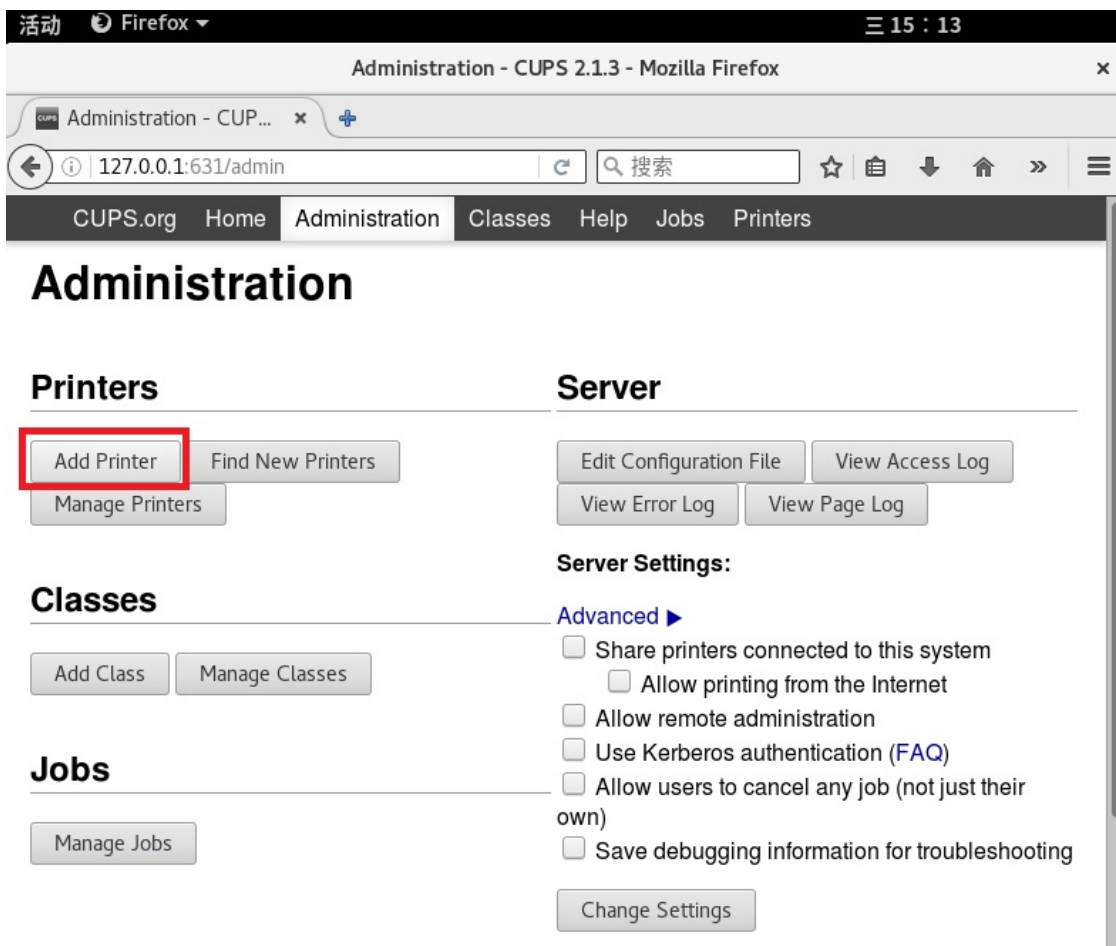 活动 Firefox 三 15：13
Administration - CUPS 2.1.3 - Mozilla Firefox
CUPS Administration - CUP...
127.0.0.1:631/admin 搜索
CUPS.org Home Administration Classes Help Jobs Printers
Administration
Printers
Add Printer Find New Printers
Manage Printers
Classes
Add Class Manage Classes
Jobs
Manage Jobs
Server
Edit Configuration File View Access Log
View Error Log View Page Log
Server Settings:
Advanced ▶
Share printers connected to this system
Allow printing from the Internet
Allow remote administration
Use Kerberos authentication (FAQ)
Allow users to cancel any job (not just their
own)
Save debugging information for troubleshooting
Change Settings